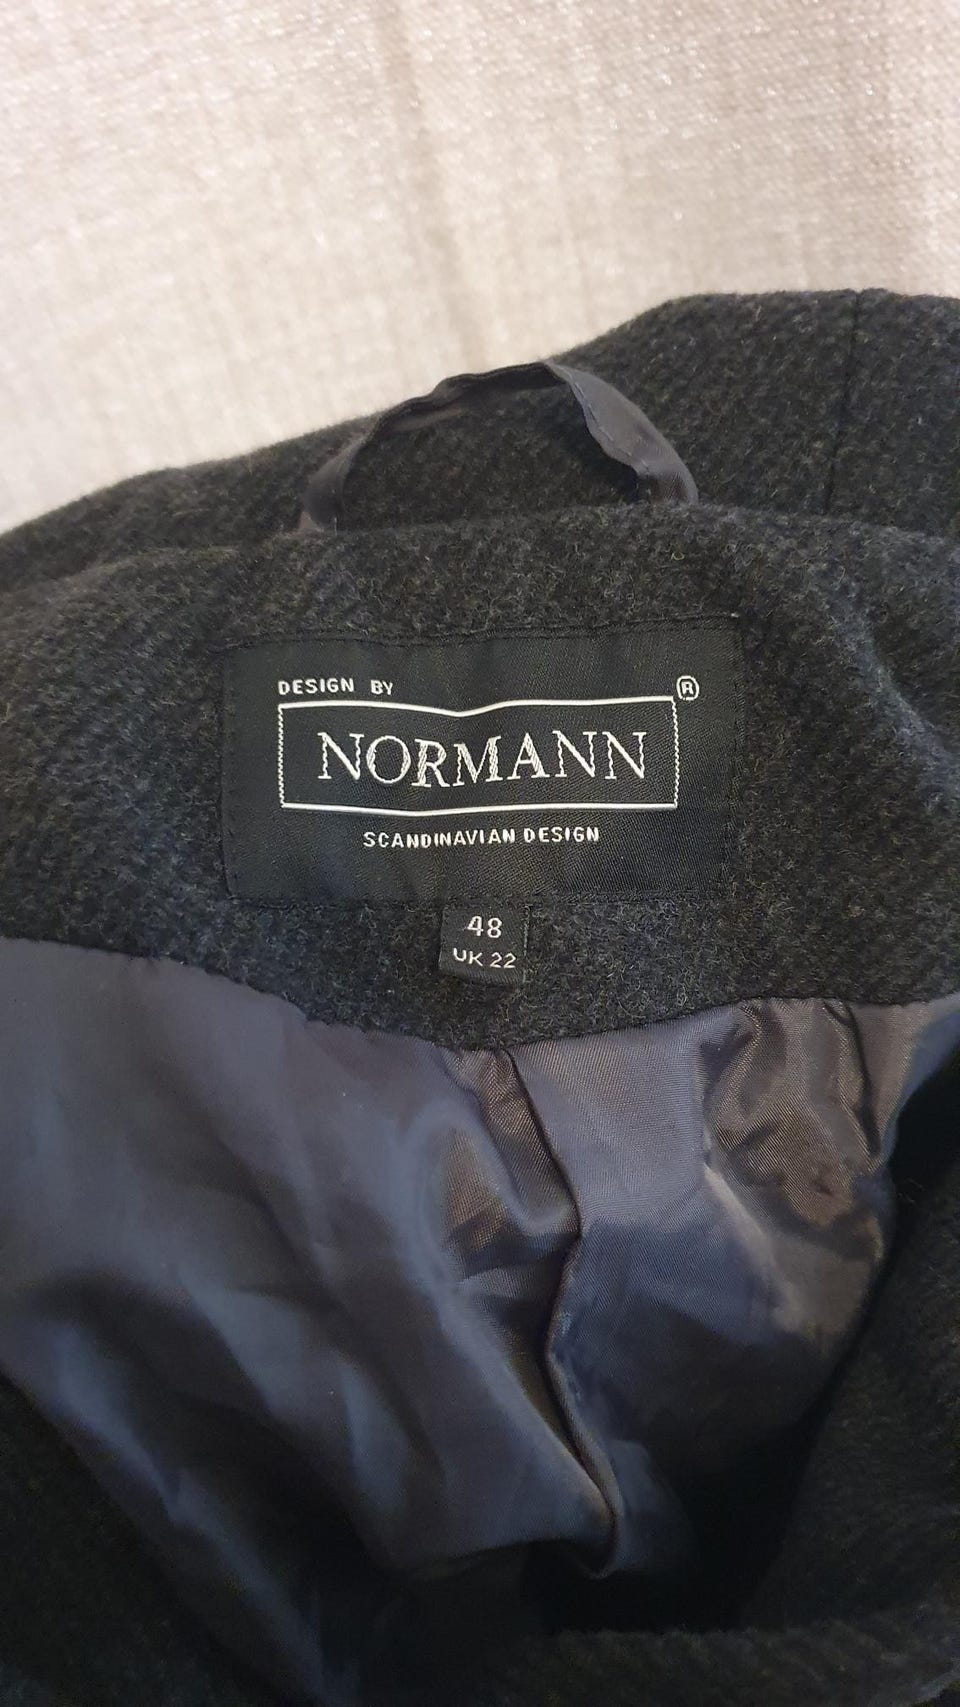 DESIGN BY ®
NORMANN
SCANDINAVIAN DESIGN
48
UK 22